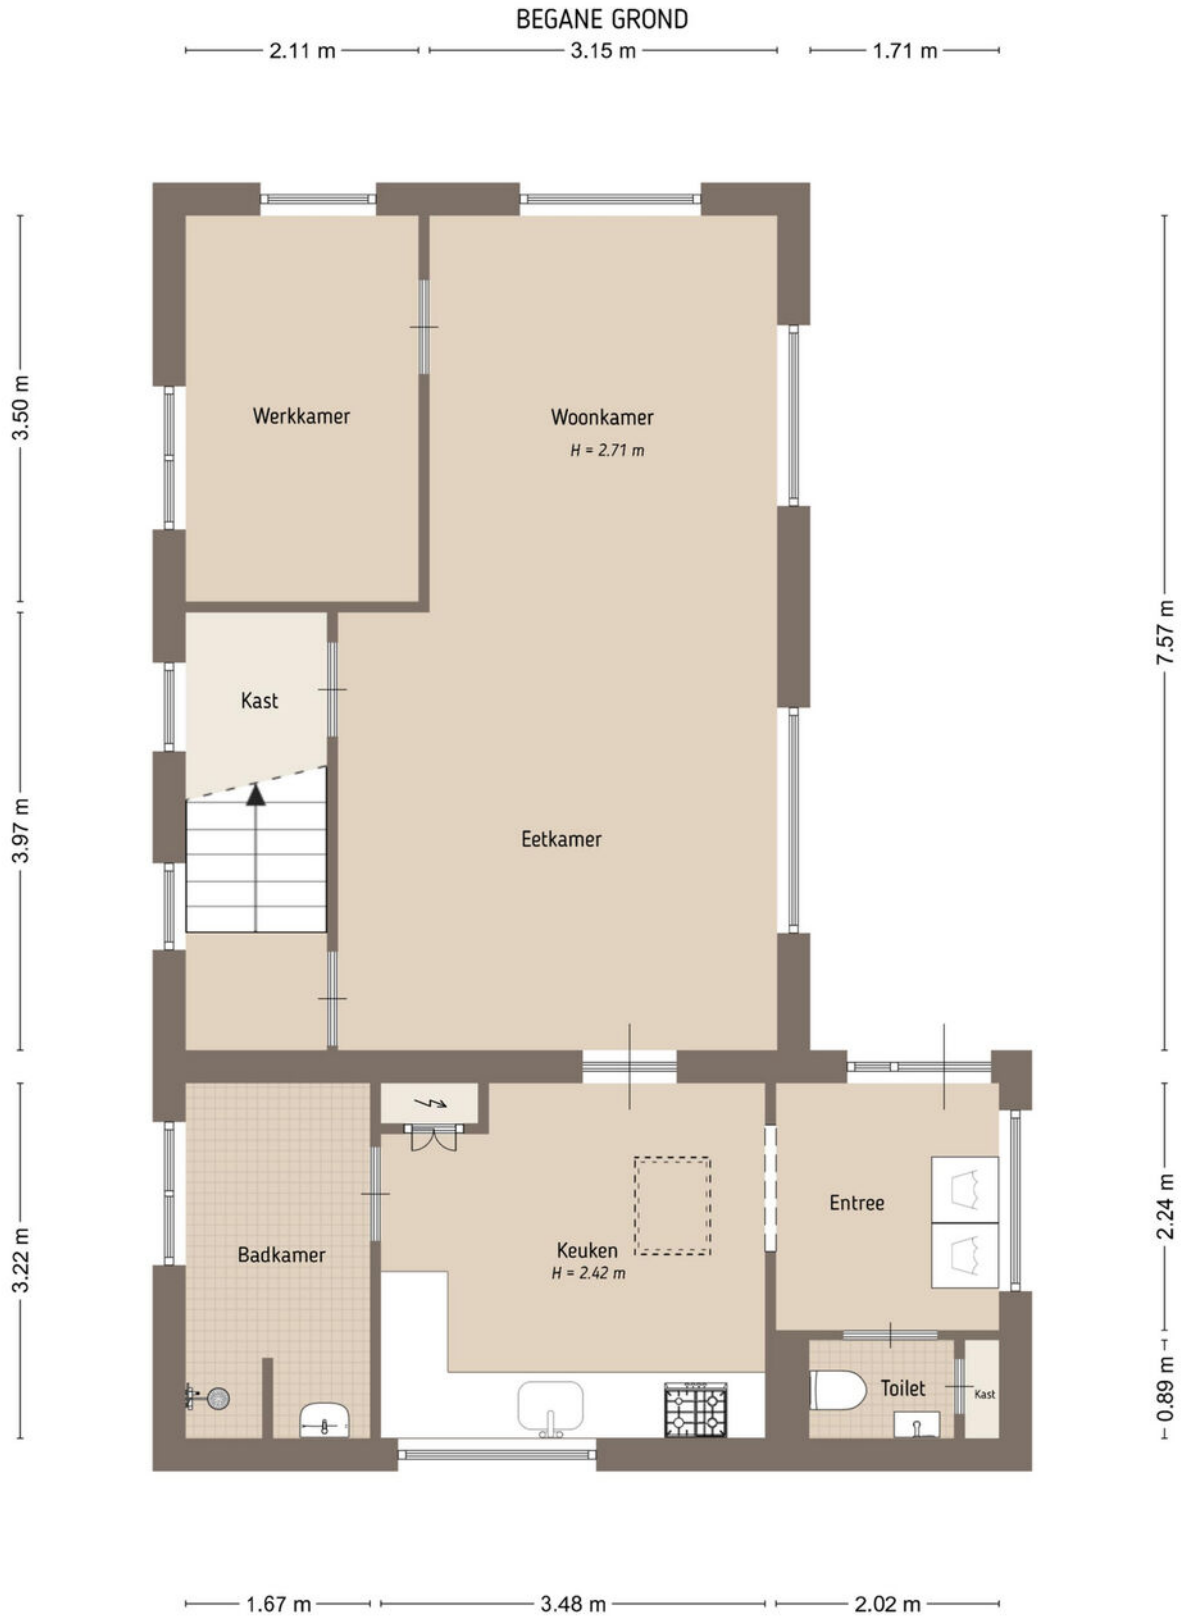 BEGANE GROND
2.11 m
3.15 m
1.71 m
3.50 m
Werkkamer
Woonkamer
H = 2.71 m
7.57 m
Kast
3.97 m
Eetkamer
2.24 m
Entree
3.22 m
Badkamer
Keuken
H = 2.42 m
0.89 m
Toilet
Kast
1.67 m
3.48 m
2.02 m